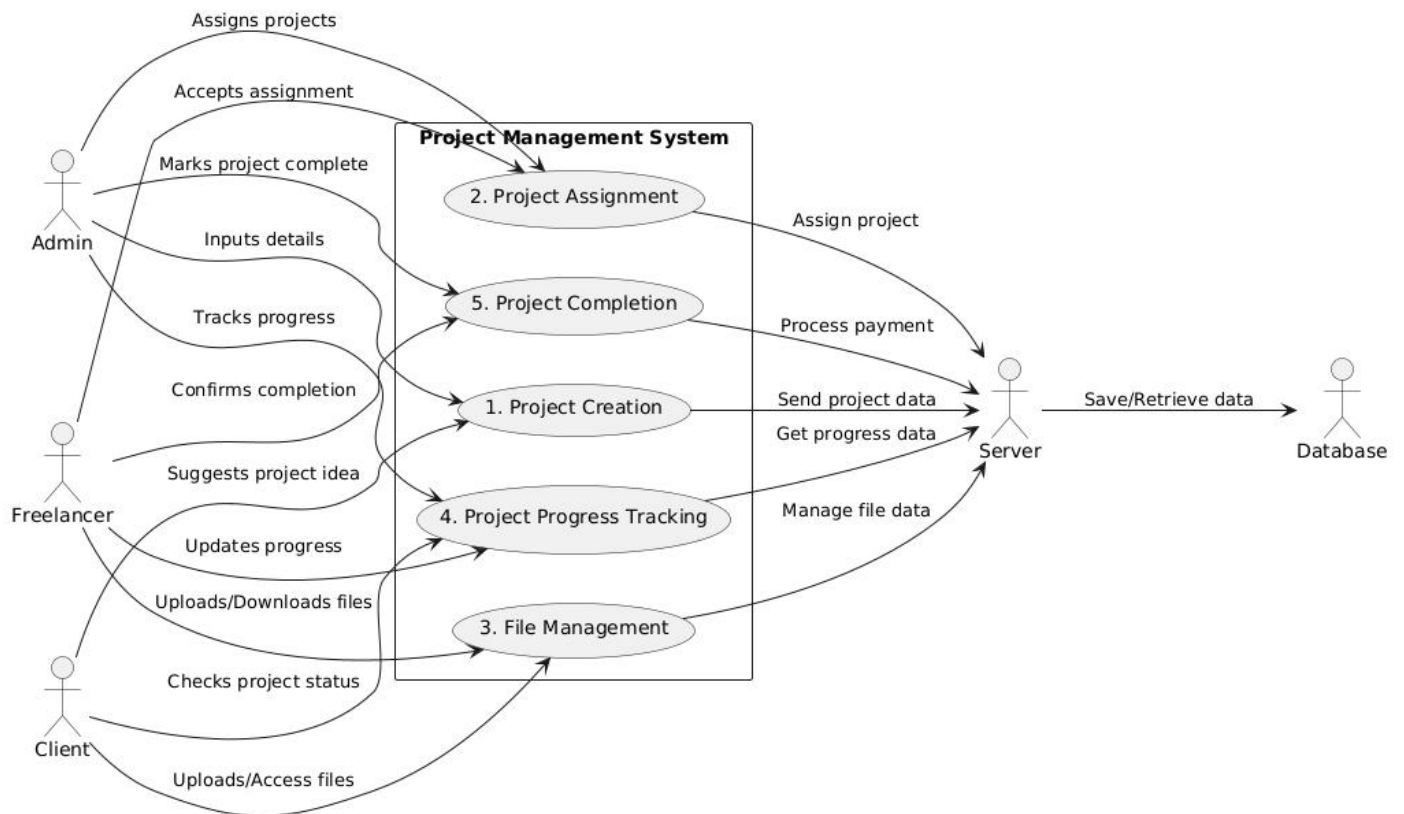 Assigns projects
Accepts assignment
Project Management System
Marks project complete
2. Project Assignment
Assign project
Admin
Inputs details
5. Project Completion
Tracks progress
Process payment
Confirms completion
1. Project Creation
Send project data
Save/Retrieve data
Get progress data
Server
Database
Suggests project idea
Freelancer
4. Project Progress Tracking
Manage file data
Updates progress
Uploads/Downloads files
3. File Management
Checks project status
Client
Uploads/Access files